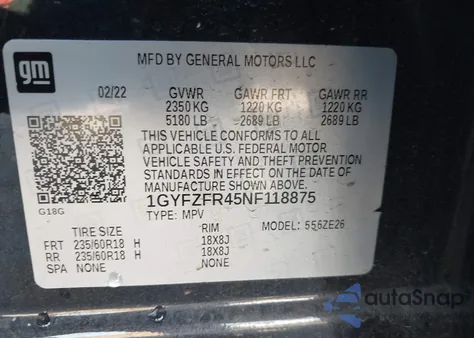 gm
MFD BY GENERAL MOTORS LLC
02/22 GVWR GAWR FRT GAWR RR
2350 KG 1220 KG 1220 KG
5180 LB 2689 LB 2689 LB
THIS VEHICLE CONFORMS TO ALL
APPLICABLE U.S. FEDERAL MOTOR
VEHICLE SAFETY AND THEFT PREVENTION
STANDARDS IN EFFECT ON THE DATE OF
MANUFACTURE SHOWN ABOVE.
1GYFZFR45NF118875
G18G
TYPE: MPV MODEL: 556ZE26
TIRE SIZE RIM
FRT 235/60R18 H 18X8J
RR 235/60R18 H 18X8J
SPA NONE NONE
autoSnap